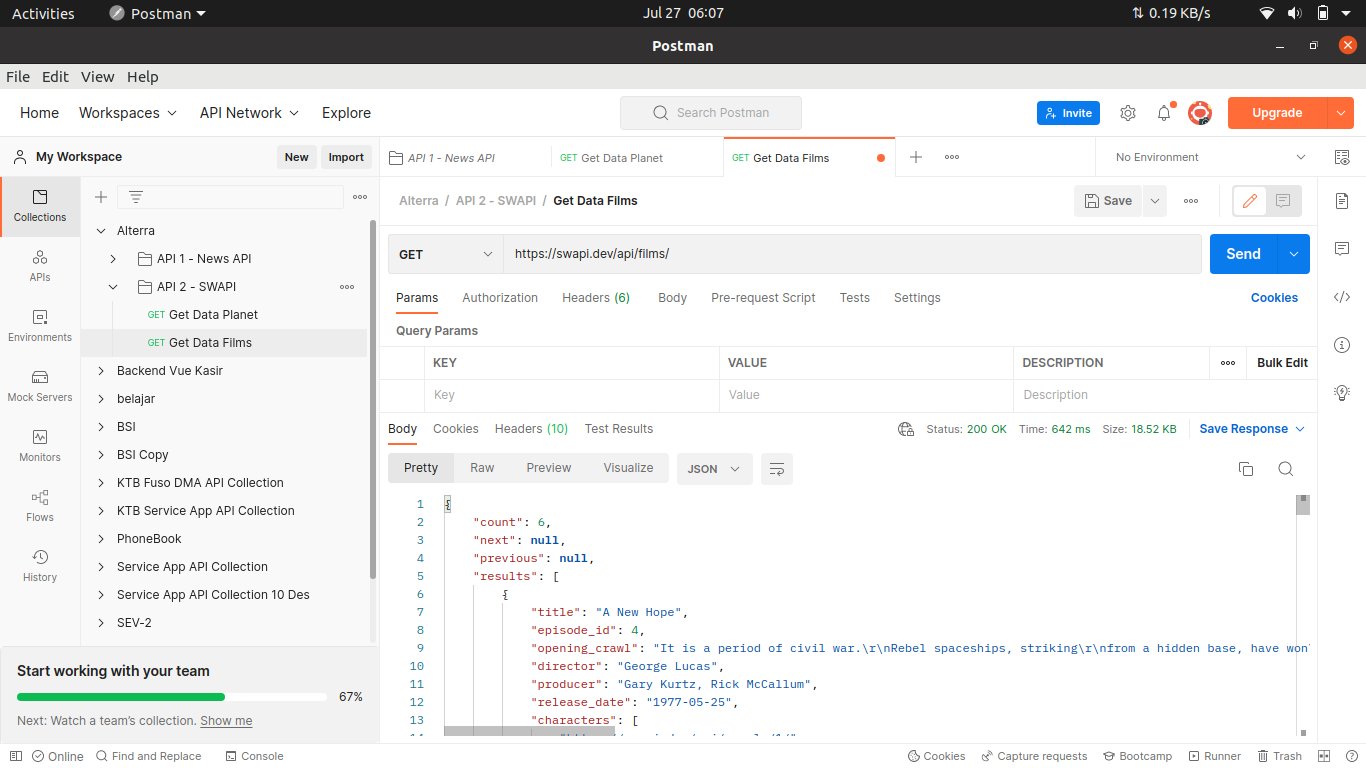 Activities Postman Jul 27 06:07 0.19 KB/s
Postman
File Edit View Help
Home Workspaces API Network Explore Search Postman Invite Upgrade
My Workspace New Import API 1 - News API GET Get Data Planet GET Get Data Films No Environment
Collections
APIs
Environments
Mock Servers
Monitors
Flows
History
Alterra
API 1 - News API
API 2 - SWAPI
GET Get Data Planet
GET Get Data Films
Backend Vue Kasir
belajar
BSI
BSI Copy
KTB Fuso DMA API Collection
KTB Service App API Collection
PhoneBook
Service App API Collection
Service App API Collection 10 Des
SEV-2
Start working with your team
67%
Next: Watch a team's collection. Show me
Alterra / API 2 - SWAPI / Get Data Films Save
GET https://swapi.dev/api/films/ Send
Params Authorization Headers (6) Body Pre-request Script Tests Settings Cookies
Query Params
KEY VALUE DESCRIPTION Bulk Edit
Key Value Description
Body Cookies Headers (10) Test Results Status: 200 OK Time: 642 ms Size: 18.52 KB Save Response
Pretty Raw Preview Visualize JSON
1 {
2 "count": 6,
3 "next": null,
4 "previous": null,
5 "results": [
6 {
7 "title": "A New Hope",
8 "episode_id": 4,
9 "opening_crawl": "It is a period of civil war.\r\nRebel spaceships, striking\r\nfrom a hidden base, have won
10 "director": "George Lucas",
11 "producer": "Gary Kurtz, Rick McCallum",
12 "release_date": "1977-05-25",
13 "characters": [
Online Find and Replace Console Cookies Capture requests Bootcamp Runner Trash